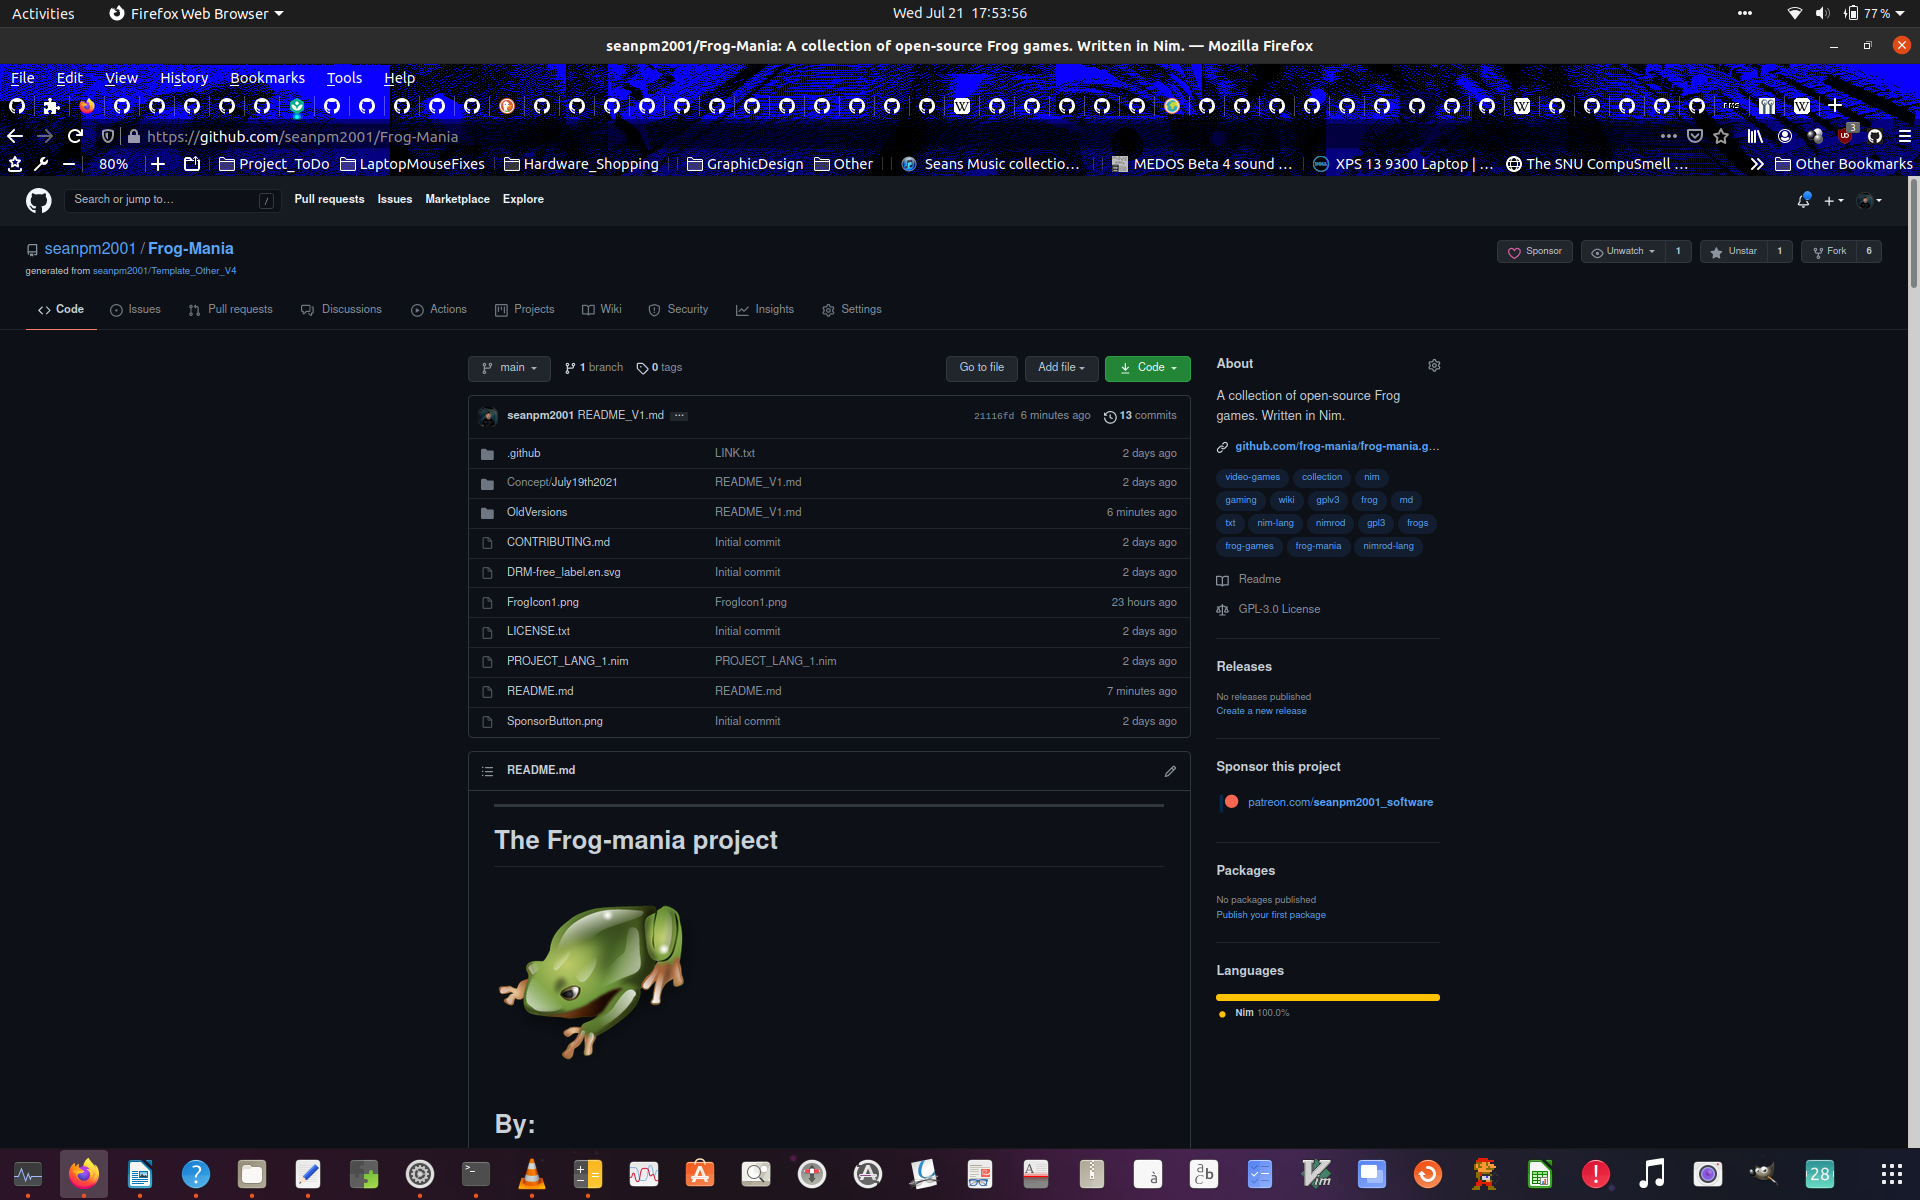 Activities Firefox Web Browser Wed Jul 21 17:53:56 77 %
seanpm2001/Frog-Mania: A collection of open-source Frog games. Written in Nim. — Mozilla Firefox
File Edit View History Bookmarks Tools Help
https://github.com/seanpm2001/Frog-Mania 3
80% Project_ToDo LaptopMouseFixes Hardware_Shopping GraphicDesign Other Seans Music collectio… MEDOS Beta 4 sound … XPS 13 9300 Laptop | … The SNU CompuSmell … Other Bookmarks
Search or jump to… / Pull requests Issues Marketplace Explore
seanpm2001 / Frog-Mania Sponsor Unwatch 1 Unstar 1 Fork 6
generated from seanpm2001/Template_Other_V4
Code Issues Pull requests Discussions Actions Projects Wiki Security Insights Settings
main 1 branch 0 tags Go to file Add file Code
seanpm2001 README_V1.md ... 21116fd 6 minutes ago 13 commits
.github LINK.txt 2 days ago
Concept/July19th2021 README_V1.md 2 days ago
OldVersions README_V1.md 6 minutes ago
CONTRIBUTING.md Initial commit 2 days ago
DRM-free_label.en.svg Initial commit 2 days ago
FrogIcon1.png FrogIcon1.png 23 hours ago
LICENSE.txt Initial commit 2 days ago
PROJECT_LANG_1.nim PROJECT_LANG_1.nim 2 days ago
README.md README.md 7 minutes ago
SponsorButton.png Initial commit 2 days ago
README.md
The Frog-mania project
By:
About
A collection of open-source Frog
games. Written in Nim.
github.com/frog-mania/frog-mania.g…
video-games collection nim
gaming wiki gplv3 frog md
txt nim-lang nimrod gpl3 frogs
frog-games frog-mania nimrod-lang
Readme
GPL-3.0 License
Releases
No releases published
Create a new release
Sponsor this project
patreon.com/seanpm2001_software
Packages
No packages published
Publish your first package
Languages
Nim 100.0%
28